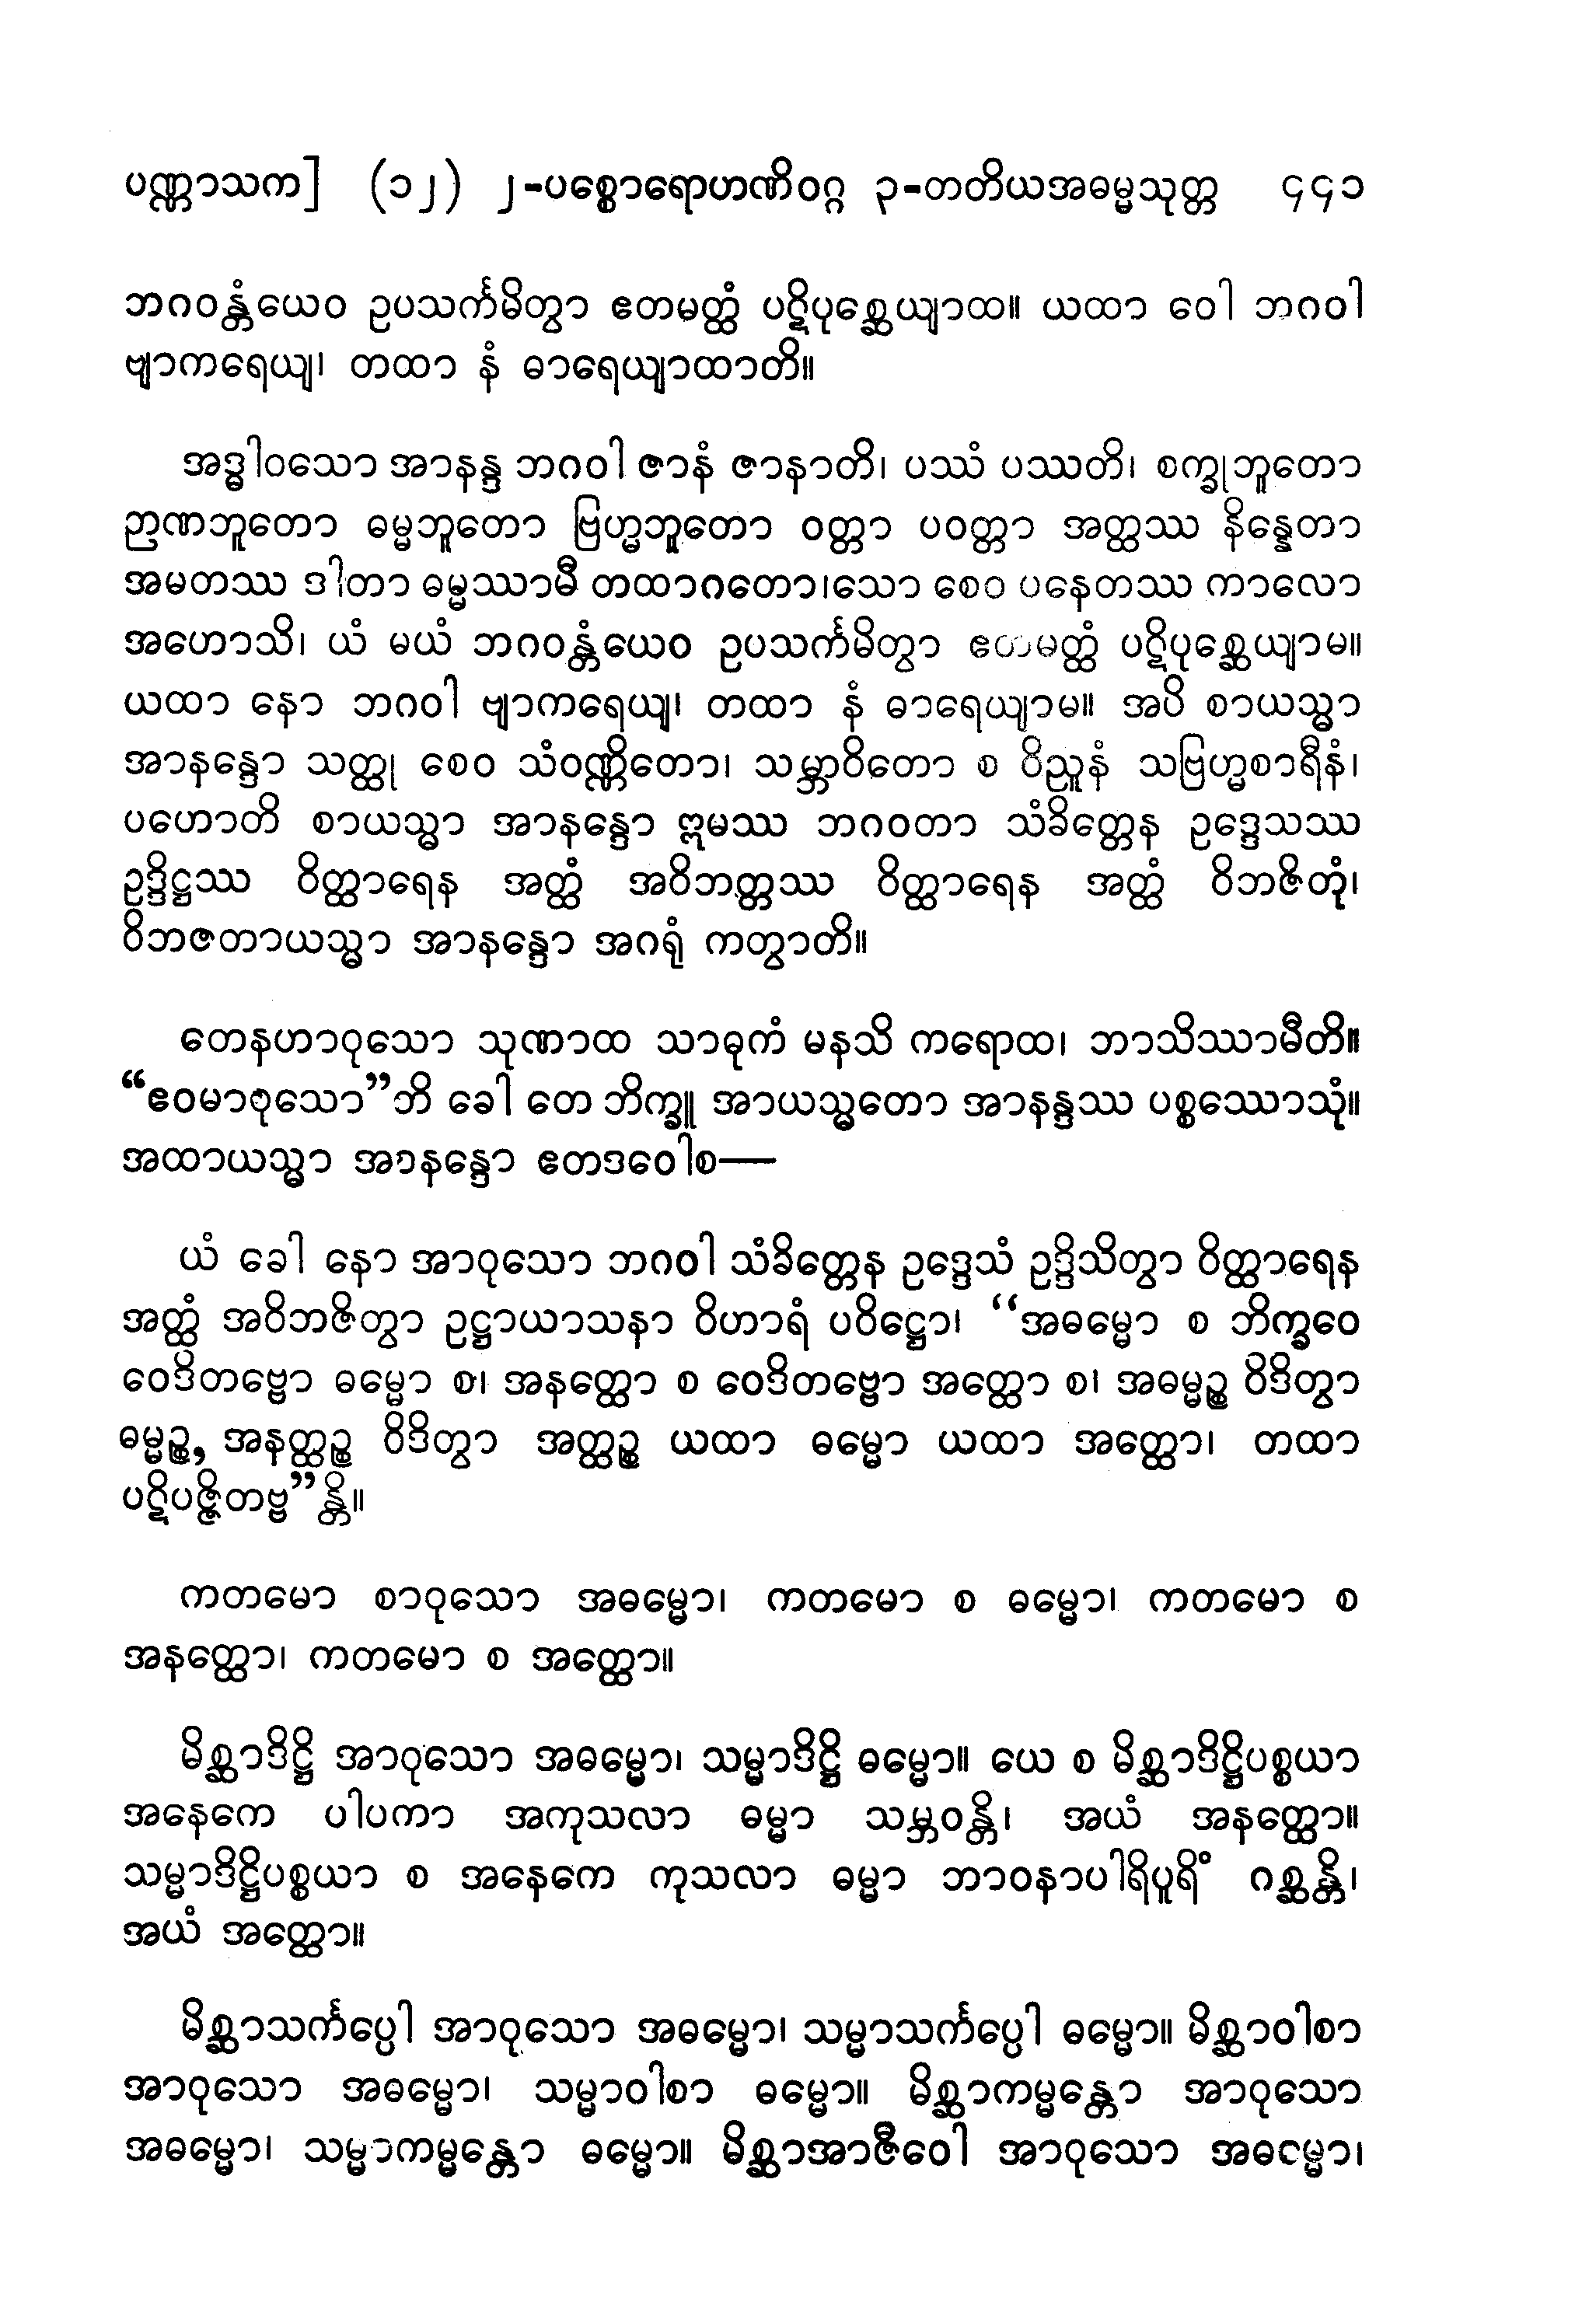 ပဏ္ဏာသက] (၁၂) ၂-ပစ္စောရောဟဏိဝဂ္ဂ ၃-တတိယအဓမ္မသုတ္တ ၄၄၁
ဘဂဝန္တံယေဝ ဥပသင်္ကမိတွာ ဧတမတ္ထံ ပဋိပုစ္ဆေယျာထ။ ယထာ ဝေါ ဘဂဝါ
ဗျာကရေယျ၊ တထာ နံ ဓာရေယျာထာတိ။
အဒ္ဓါဝသော အာနန္ဒ ဘဂဝါ ဇာနံ ဇာနာတိ၊ ပဿံ ပဿတိ၊ စက္ခုဘူတော
ဉာဏဘူတော ဓမ္မဘူတော ဗြဟ္မဘူတော ဝတ္တာ ပဝတ္တာ အတ္ထဿ နိန္နေတာ
အမတဿ ဒါတာ ဓမ္မဿာမီ တထာဂတော၊သော စေဝ ပနေတဿ ကာလော
အဟောသိ၊ ယံ မယံ ဘဂဝန္တံယေဝ ဥပသင်္ကမိတွာ ဧတမတ္ထံ ပဋိပုစ္ဆေယျာမ။
ယထာ နော ဘဂဝါ ဗျာကရေယျ၊ တထာ နံ ဓာရေယျာမ။ အပိ စာယသ္မာ
အာနန္ဒော သတ္ထု စေဝ သံဝဏ္ဏိတော၊ သမ္ဘာဝိတော စ ဝိညူနံ သဗြဟ္မစာရီနံ၊
ပဟောတိ စာယသ္မာ အာနန္ဒော ဣမဿ ဘဂဝတာ သံခိတ္တေန ဥဒ္ဒေသဿ
ဥဒ္ဒိဋ္ဌဿ ဝိတ္ထာရေန အတ္ထံ အဝိဘတ္တဿ ဝိတ္ထာရေန အတ္ထံ ဝိဘဇိတုံ၊
ဝိဘဇတာယသ္မာ အာနန္ဒော အဂရုံ ကတွာတိ။
တေနဟာဝုသော သုဏာထ သာဓုကံ မနသိ ကရောထ၊ ဘာသိဿာမီတိ။
“ဧဝမာဝုသော”ဘိ ခေါ တေ ဘိက္ခူ အာယသ္မတော အာနန္ဒဿ ပစ္စဿောသုံ။
အထာယသ္မာ အာနန္ဒော ဧတဒဝေါစ—
ယံ ခေါ နော အာဝုသော ဘဂဝါ သံခိတ္တေန ဥဒ္ဒေသံ ဥဒ္ဒိသိတွာ ဝိတ္ထာရေန
အတ္ထံ အဝိဘဇိတွာ ဥဋ္ဌာယာသနာ ဝိဟာရံ ပဝိဋ္ဌော၊ “အဓမ္မော စ ဘိက္ခဝေ
ဝေဒိတဗ္ဗော ဓမ္မော စ၊ အနတ္ထော စ ဝေဒိတဗ္ဗော အတ္ထော စ၊ အဓမ္မဉ္စ ဝိဒိတွာ
ဓမ္မဉ္စ, အနတ္ထဉ္စ ဝိဒိတွာ အတ္ထဉ္စ ယထာ ဓမ္မော ယထာ အတ္ထော၊ တထာ
ပဋိပဇ္ဇိတဗ္ဗ”န္တိ။
ကတမော စာဝုသော အဓမ္မော၊ ကတမော စ ဓမ္မော၊ ကတမော စ
အနတ္ထော၊ ကတမော စ အတ္ထော။
မိစ္ဆာဒိဋ္ဌိ အာဝုသော အဓမ္မော၊ သမ္မာဒိဋ္ဌိ ဓမ္မော။ ယေ စ မိစ္ဆာဒိဋ္ဌိပစ္စယာ
အနေကေ ပါပကာ အကုသလာ ဓမ္မာ သမ္ဘဝန္တိ၊ အယံ အနတ္ထော။
သမ္မာဒိဋ္ဌိပစ္စယာ စ အနေကေ ကုသလာ ဓမ္မာ ဘာဝနာပါရိပူရိံ ဂစ္ဆန္တိ၊
အယံ အတ္ထော။
မိစ္ဆာသင်္ကပ္ပေါ အာဝုသော အဓမ္မော၊ သမ္မာသင်္ကပ္ပေါ ဓမ္မော။ မိစ္ဆာဝါစာ
အာဝုသော အဓမ္မော၊ သမ္မာဝါစာ ဓမ္မော။ မိစ္ဆာကမ္မန္တော အာဝုသော
အဓမ္မော၊ သမ္မာကမ္မန္တော ဓမ္မော။ မိစ္ဆာအာဇီဝေါ အာဝုသော အဓမ္မော၊